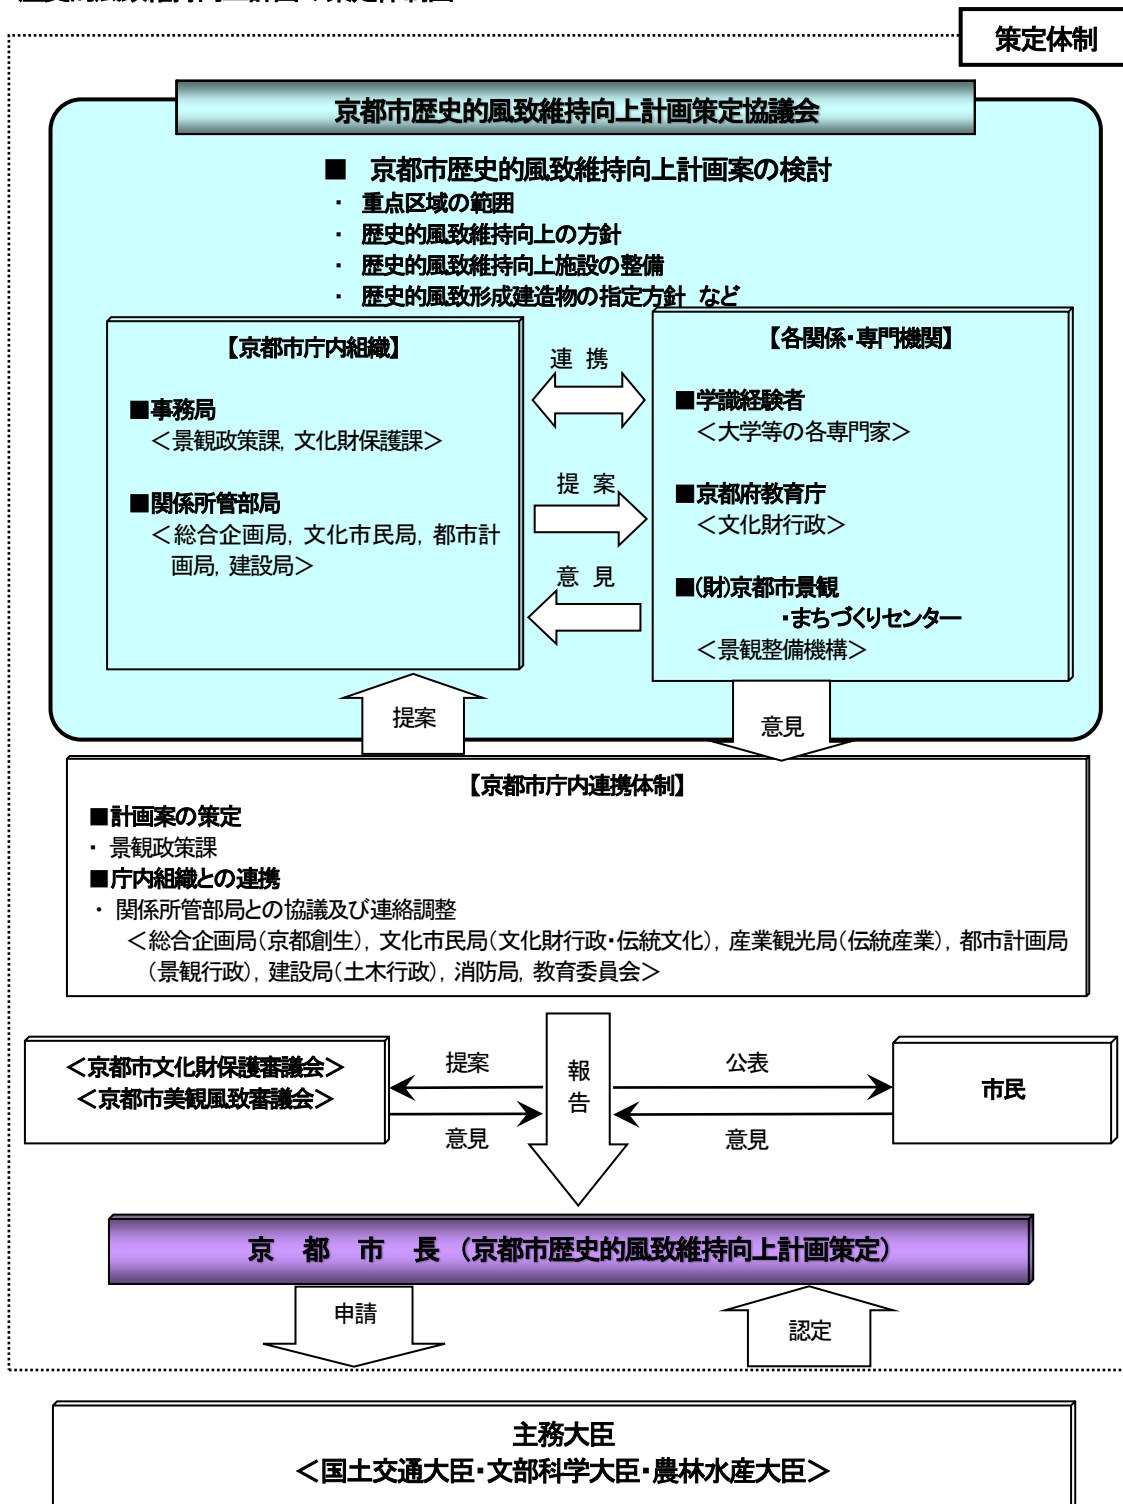 策定体制
京都市歴史的風致維持向上計画策定協議会
■ 京都市歴史的風致維持向上計画案の検討
・ 重点区域の範囲
・ 歴史的風致維持向上の方針
・ 歴史的風致維持向上施設の整備
・ 歴史的風致形成建造物の指定方針 など
【京都市庁内組織】
■事務局
＜景観政策課，文化財保護課＞
■関係所管部局
＜総合企画局，文化市民局，都市計
画局，建設局＞
連 携
提 案
意 見
【各関係・専門機関】
■学識経験者
＜大学等の各専門家＞
■京都府教育庁
＜文化財行政＞
■(財)京都市景観
・まちづくりセンター
＜景観整備機構＞
提案
意見
【京都市庁内連携体制】
■計画案の策定
・ 景観政策課
■庁内組織との連携
・ 関係所管部局との協議及び連絡調整
＜総合企画局（京都創生），文化市民局（文化財行政・伝統文化），産業観光局（伝統産業），都市計画局
（景観行政），建設局（土木行政），消防局，教育委員会＞
＜京都市文化財保護審議会＞
＜京都市美観風致審議会＞
提案
意見
報
告
公表
意見
市民
京 都 市 長 （京都市歴史的風致維持向上計画策定）
申請
認定
主務大臣
＜国土交通大臣・文部科学大臣・農林水産大臣＞